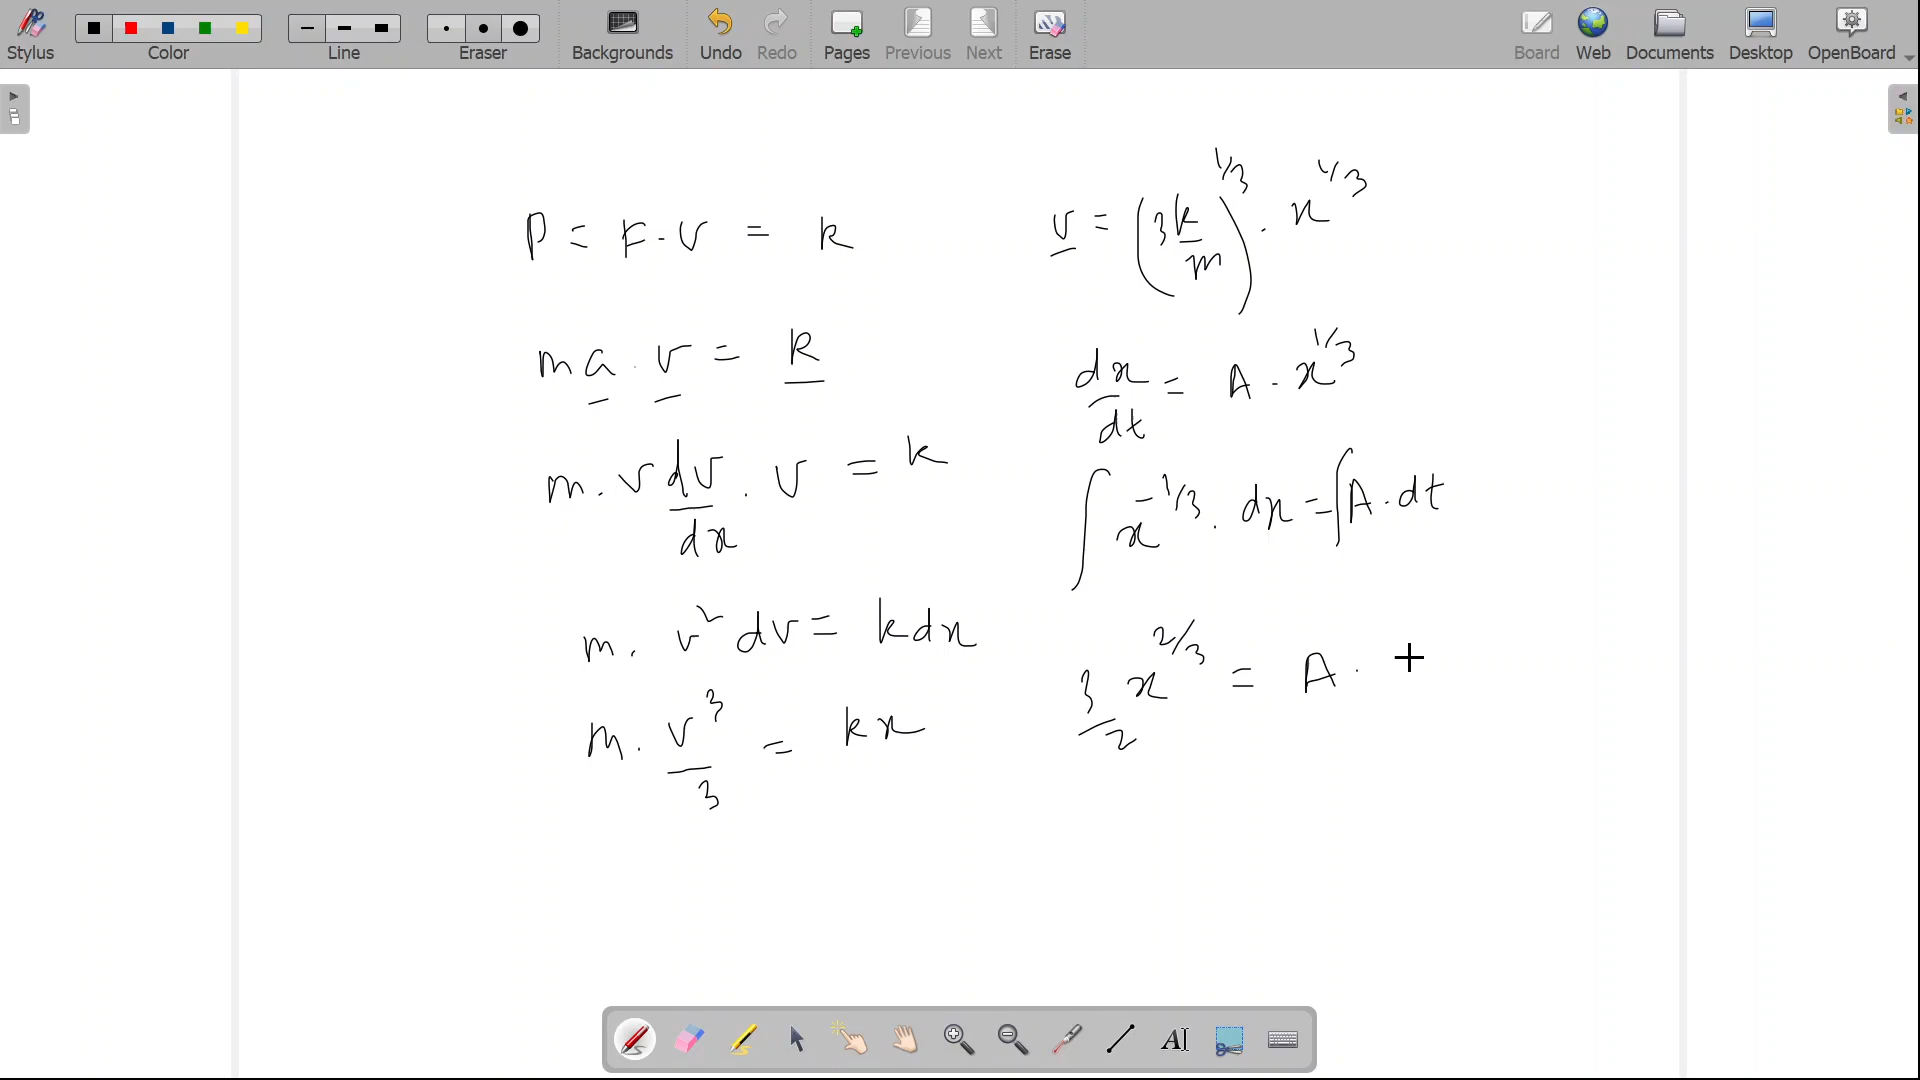 Stylus Color Line Eraser Backgrounds Undo Redo Pages Previous Next Erase Board Web Documents Desktop OpenBoard
P = F . v = k
ma . v = k
m . v dv/dx . v = k
m . v² dv = k dx
m . v³/3 = kx
v = (3k/m)^1/3 . x^1/3
dx/dt = A . x^1/3
∫ x^-1/3 . dx = ∫ A . dt
3/2 x^2/3 = A .
AI